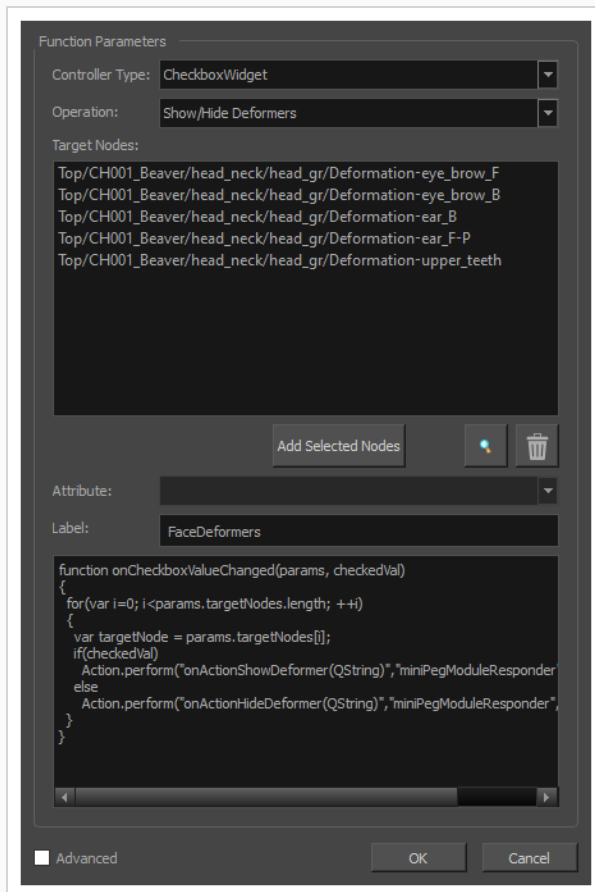 Function Parameters
Controller Type: CheckboxWidget
Operation: Show/Hide Deformers
Target Nodes:
Top/CH001_Beaver/head_neck/head_gr/Deformation-eye_brow_F
Top/CH001_Beaver/head_neck/head_gr/Deformation-eye_brow_B
Top/CH001_Beaver/head_neck/head_gr/Deformation-ear_B
Top/CH001_Beaver/head_neck/head_gr/Deformation-ear_F-P
Top/CH001_Beaver/head_neck/head_gr/Deformation-upper_teeth
Add Selected Nodes
Attribute:
Label: FaceDeformers
function onCheckboxValueChanged(params, checkedVal)
{
for(var i=0; i<params.targetNodes.length; ++i)
{
var targetNode = params.targetNodes[i];
if(checkedVal)
Action.perform("onActionShowDeformer(QString)","miniPegModuleResponder"
else
Action.perform("onActionHideDeformer(QString)","miniPegModuleResponder",
}
}
Advanced OK Cancel